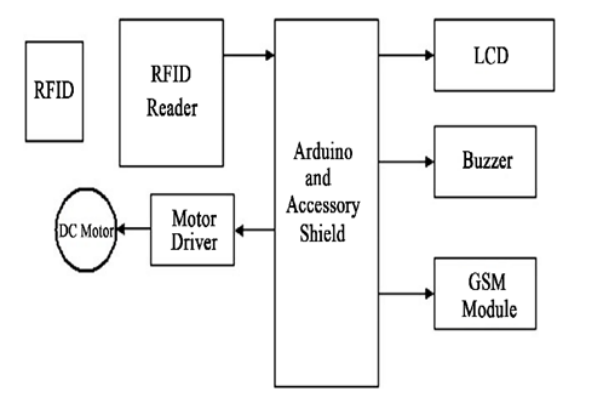 RFID
RFID
Reader
Arduino
and
Accessory
Shield
LCD
Buzzer
GSM
Module
Motor
Driver
DC Motor